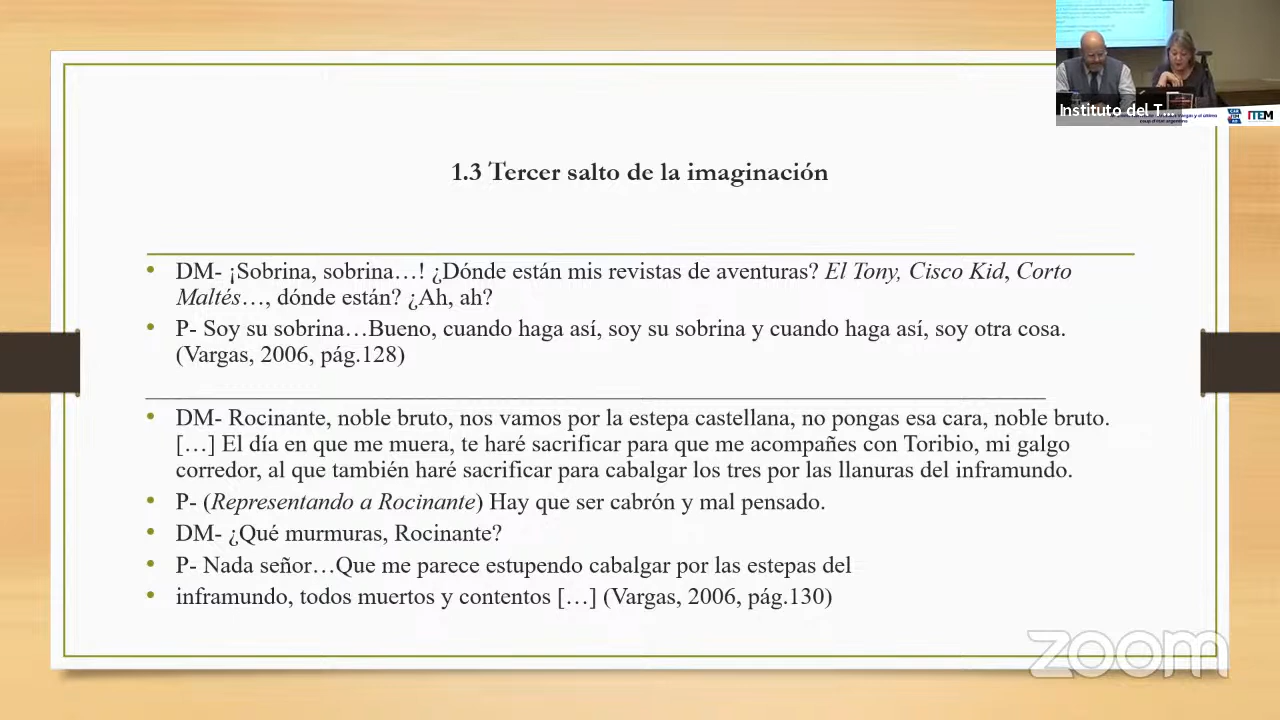 Instituto del T...
ITEM
1.3 Tercer salto de la imaginación
• DM- ¡Sobrina, sobrina…! ¿Dónde están mis revistas de aventuras? El Tony, Cisco Kid, Corto
Maltés…, dónde están? ¿Ah, ah?
• P- Soy su sobrina…Bueno, cuando haga así, soy su sobrina y cuando haga así, soy otra cosa.
(Vargas, 2006, pág.128)
• DM- Rocinante, noble bruto, nos vamos por la estepa castellana, no pongas esa cara, noble bruto.
[…] El día en que me muera, te haré sacrificar para que me acompañes con Toribio, mi galgo
corredor, al que también haré sacrificar para cabalgar los tres por las llanuras del inframundo.
• P- (Representando a Rocinante) Hay que ser cabrón y mal pensado.
• DM- ¿Qué murmuras, Rocinante?
• P- Nada señor…Que me parece estupendo cabalgar por las estepas del
• inframundo, todos muertos y contentos […] (Vargas, 2006, pág.130)
zoom